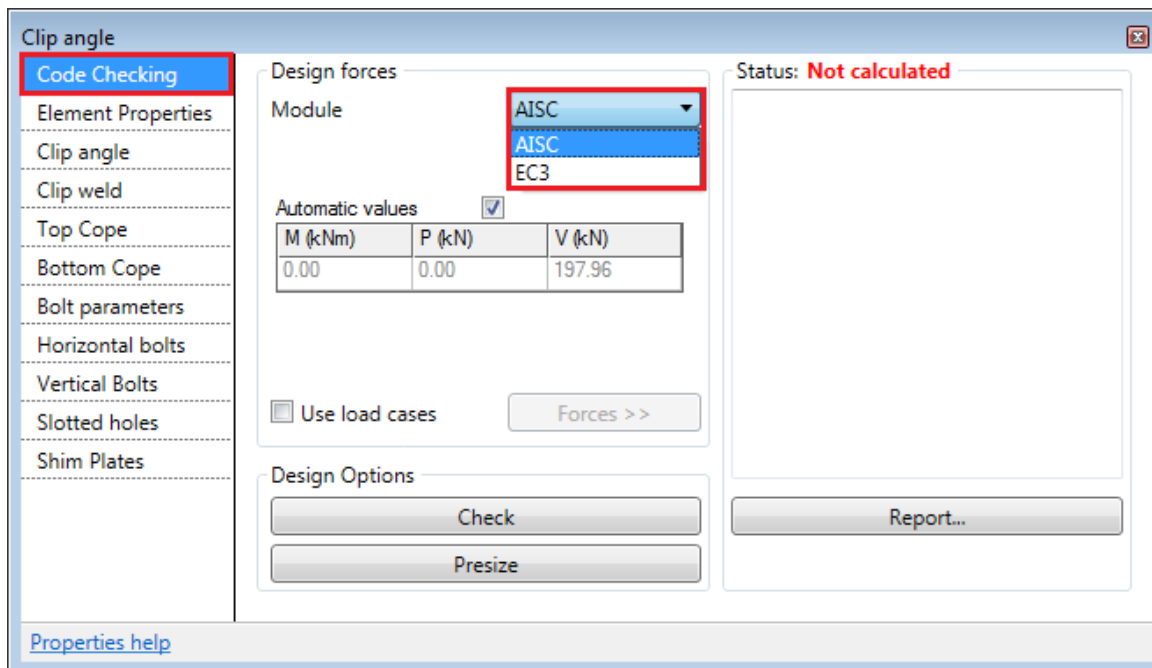 Clip angle
Code Checking
Element Properties
Clip angle
Clip weld
Top Cope
Bottom Cope
Bolt parameters
Horizontal bolts
Vertical Bolts
Slotted holes
Shim Plates
Design forces
Module AISC
AISC
EC3
Automatic values
M (kNm) P (kN) V (kN)
0.00 0.00 197.96
Use load cases Forces >>
Design Options
Check
Presize
Status: Not calculated
Report...
Properties help